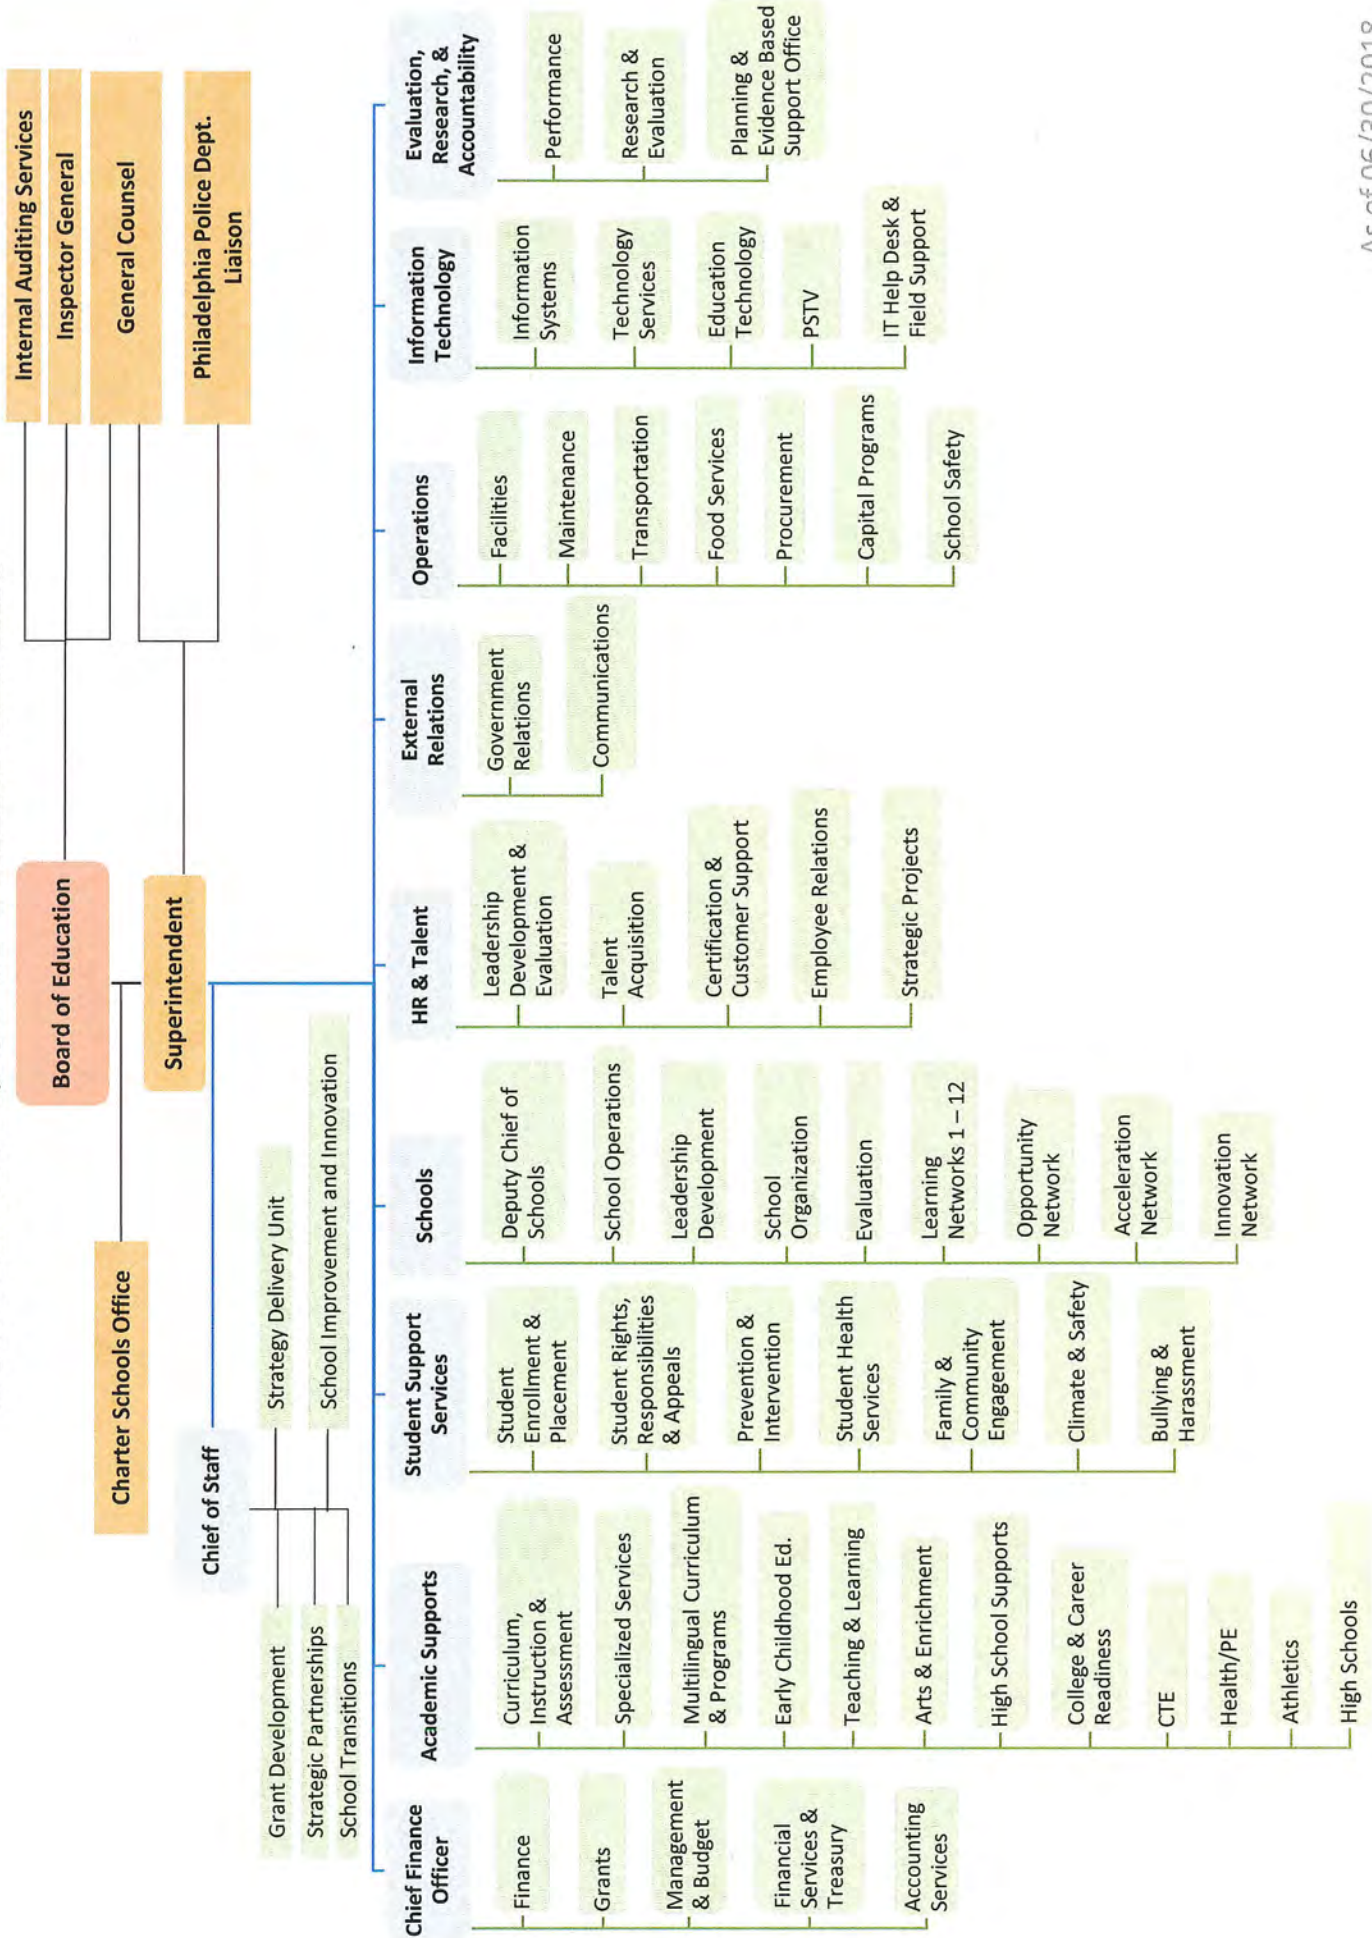 Internal Auditing Services
Inspector General
General Counsel
Philadelphia Police Dept.
Liaison
Board of Education
Superintendent
Charter Schools Office
Chief of Staff
Grant Development
Strategic Partnerships
School Transitions
Strategy Delivery Unit
School Improvement and Innovation
Chief Finance
Officer
Finance
Grants
Management
& Budget
Financial
Services &
Treasury
Accounting
Services
Academic Supports
Curriculum,
Instruction &
Assessment
Specialized Services
Multilingual Curriculum
& Programs
Early Childhood Ed.
Teaching & Learning
Arts & Enrichment
High School Supports
College & Career
Readiness
CTE
Health/PE
Athletics
High Schools
Student Support
Services
Student
Enrollment &
Placement
Student Rights,
Responsibilities
& Appeals
Prevention &
Intervention
Student Health
Services
Family &
Community
Engagement
Climate & Safety
Bullying &
Harassment
Schools
Deputy Chief of
Schools
School Operations
Leadership
Development
School
Organization
Evaluation
Learning
Networks 1 – 12
Opportunity
Network
Acceleration
Network
Innovation
Network
HR & Talent
Leadership
Development &
Evaluation
Talent
Acquisition
Certification &
Customer Support
Employee Relations
Strategic Projects
External
Relations
Government
Relations
Communications
Operations
Facilities
Maintenance
Transportation
Food Services
Procurement
Capital Programs
School Safety
Information
Technology
Information
Systems
Technology
Services
Education
Technology
PSTV
IT Help Desk &
Field Support
Evaluation,
Research, &
Accountability
Performance
Research &
Evaluation
Planning &
Evidence Based
Support Office
As of 06/30/2018